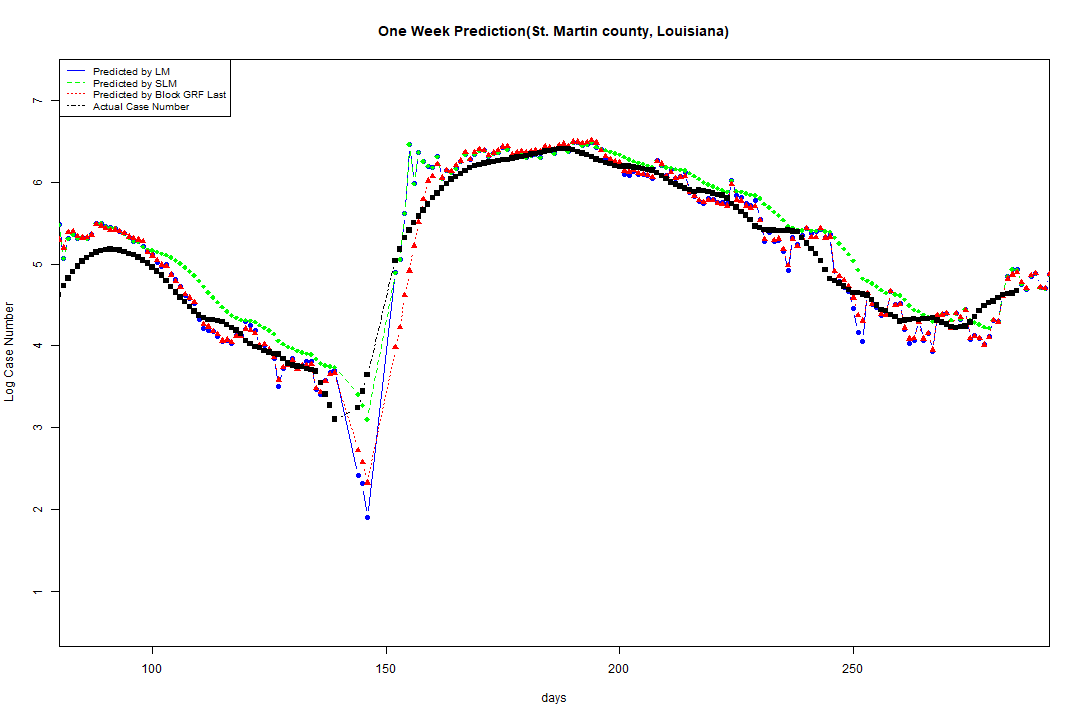 One Week Prediction(St. Martin county, Louisiana)
Predicted by LM
Predicted by SLM
Predicted by Block GRF Last
Actual Case Number
7
6
5
4
3
2
1
Log Case Number
100 150 200 250
days